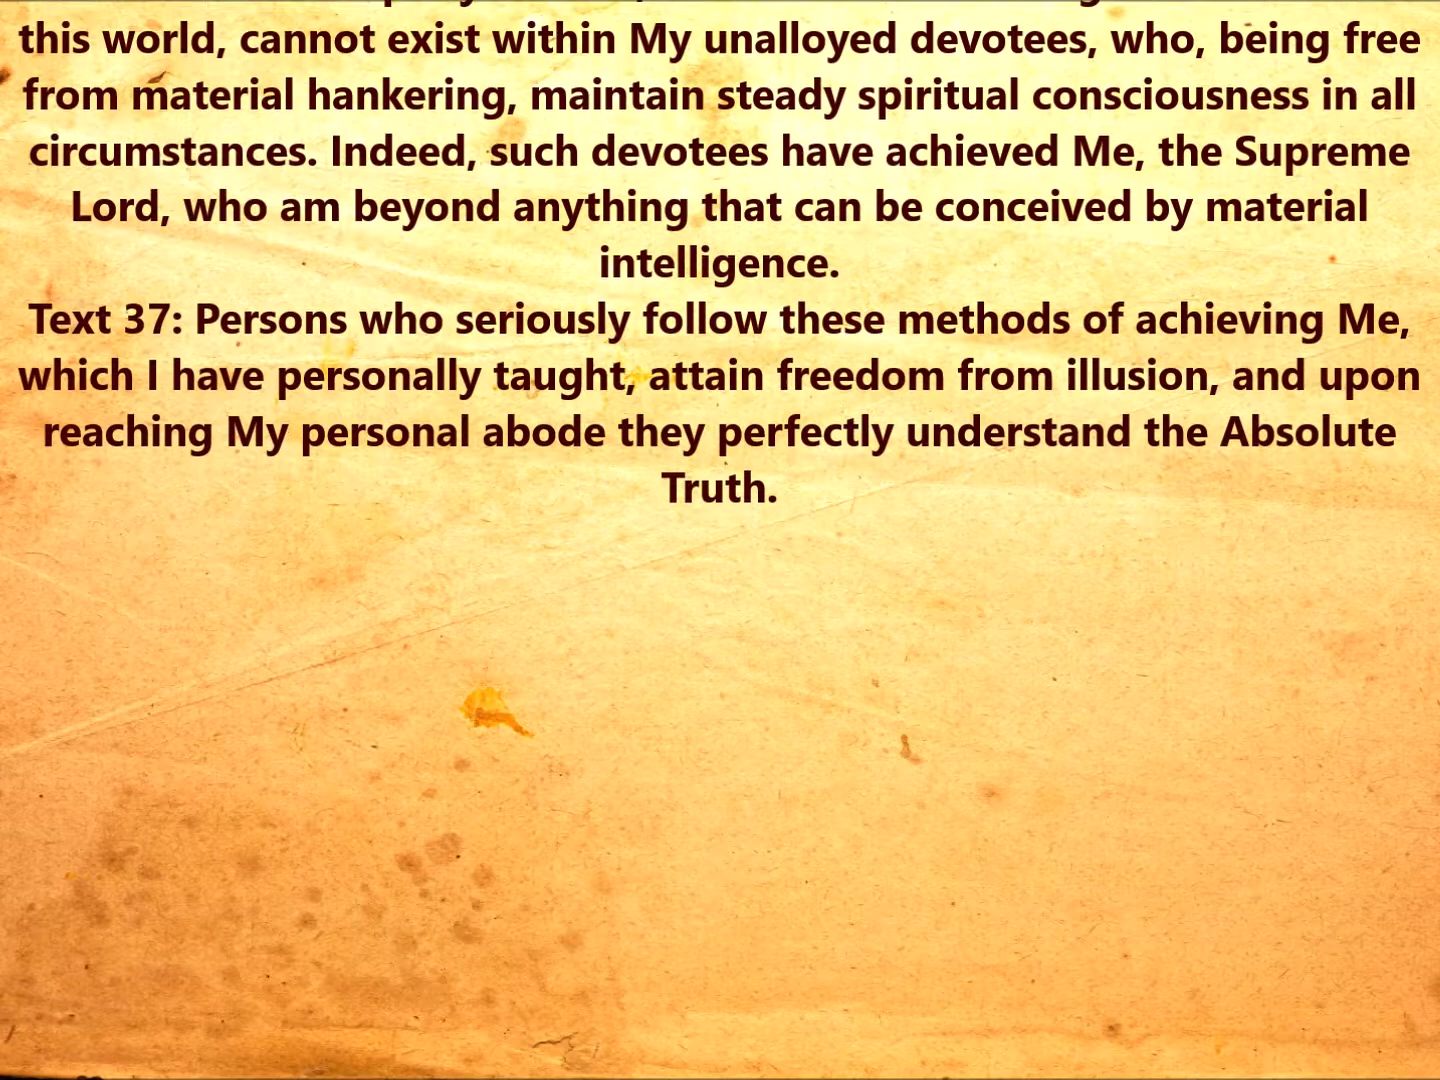 this world, cannot exist within My unalloyed devotees, who, being free
from material hankering, maintain steady spiritual consciousness in all
circumstances. Indeed, such devotees have achieved Me, the Supreme
Lord, who am beyond anything that can be conceived by material
intelligence.
Text 37: Persons who seriously follow these methods of achieving Me,
which I have personally taught, attain freedom from illusion, and upon
reaching My personal abode they perfectly understand the Absolute
Truth.